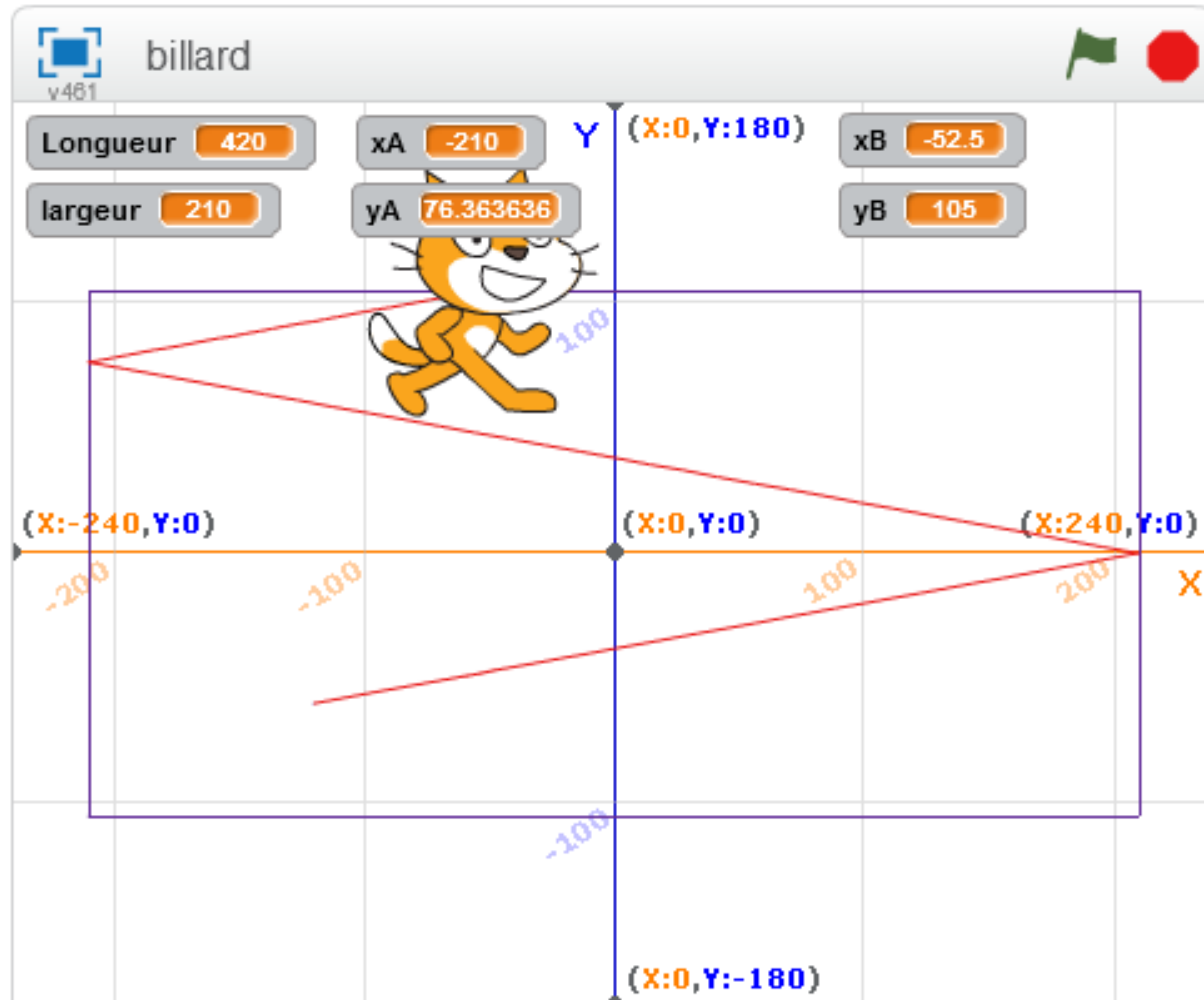 billard
v461
Longueur 420
xA -210
Y
(X:0,Y:180)
xB -52.5
largeur 210
yA 76.363636
yB 105
100
(X:-240,Y:0)
(X:0,Y:0)
(X:240,Y:0)
-200
-100
100
200
X
-100
(X:0,Y:-180)